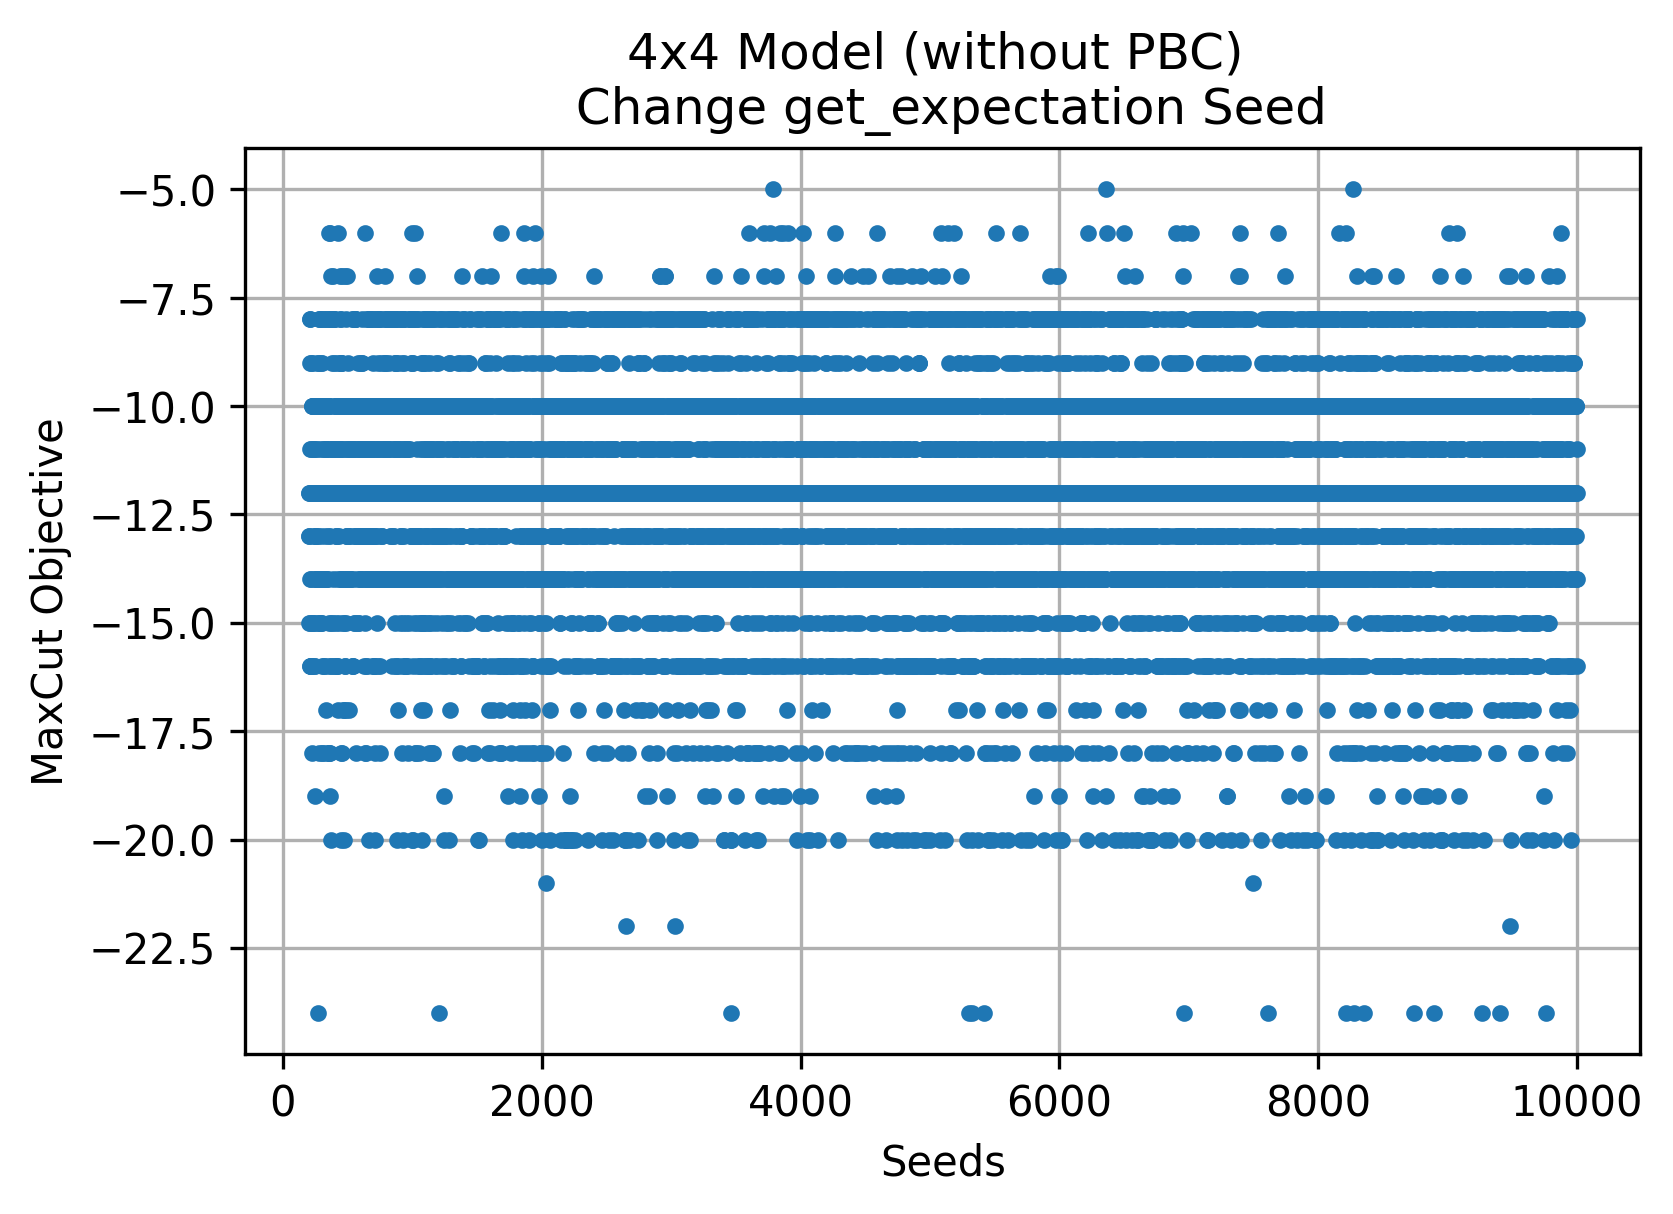 4x4 Model (without PBC)
Change get_expectation Seed
MaxCut Objective
−5.0
−7.5
−10.0
−12.5
−15.0
−17.5
−20.0
−22.5
0 2000 4000 6000 8000 10000
Seeds